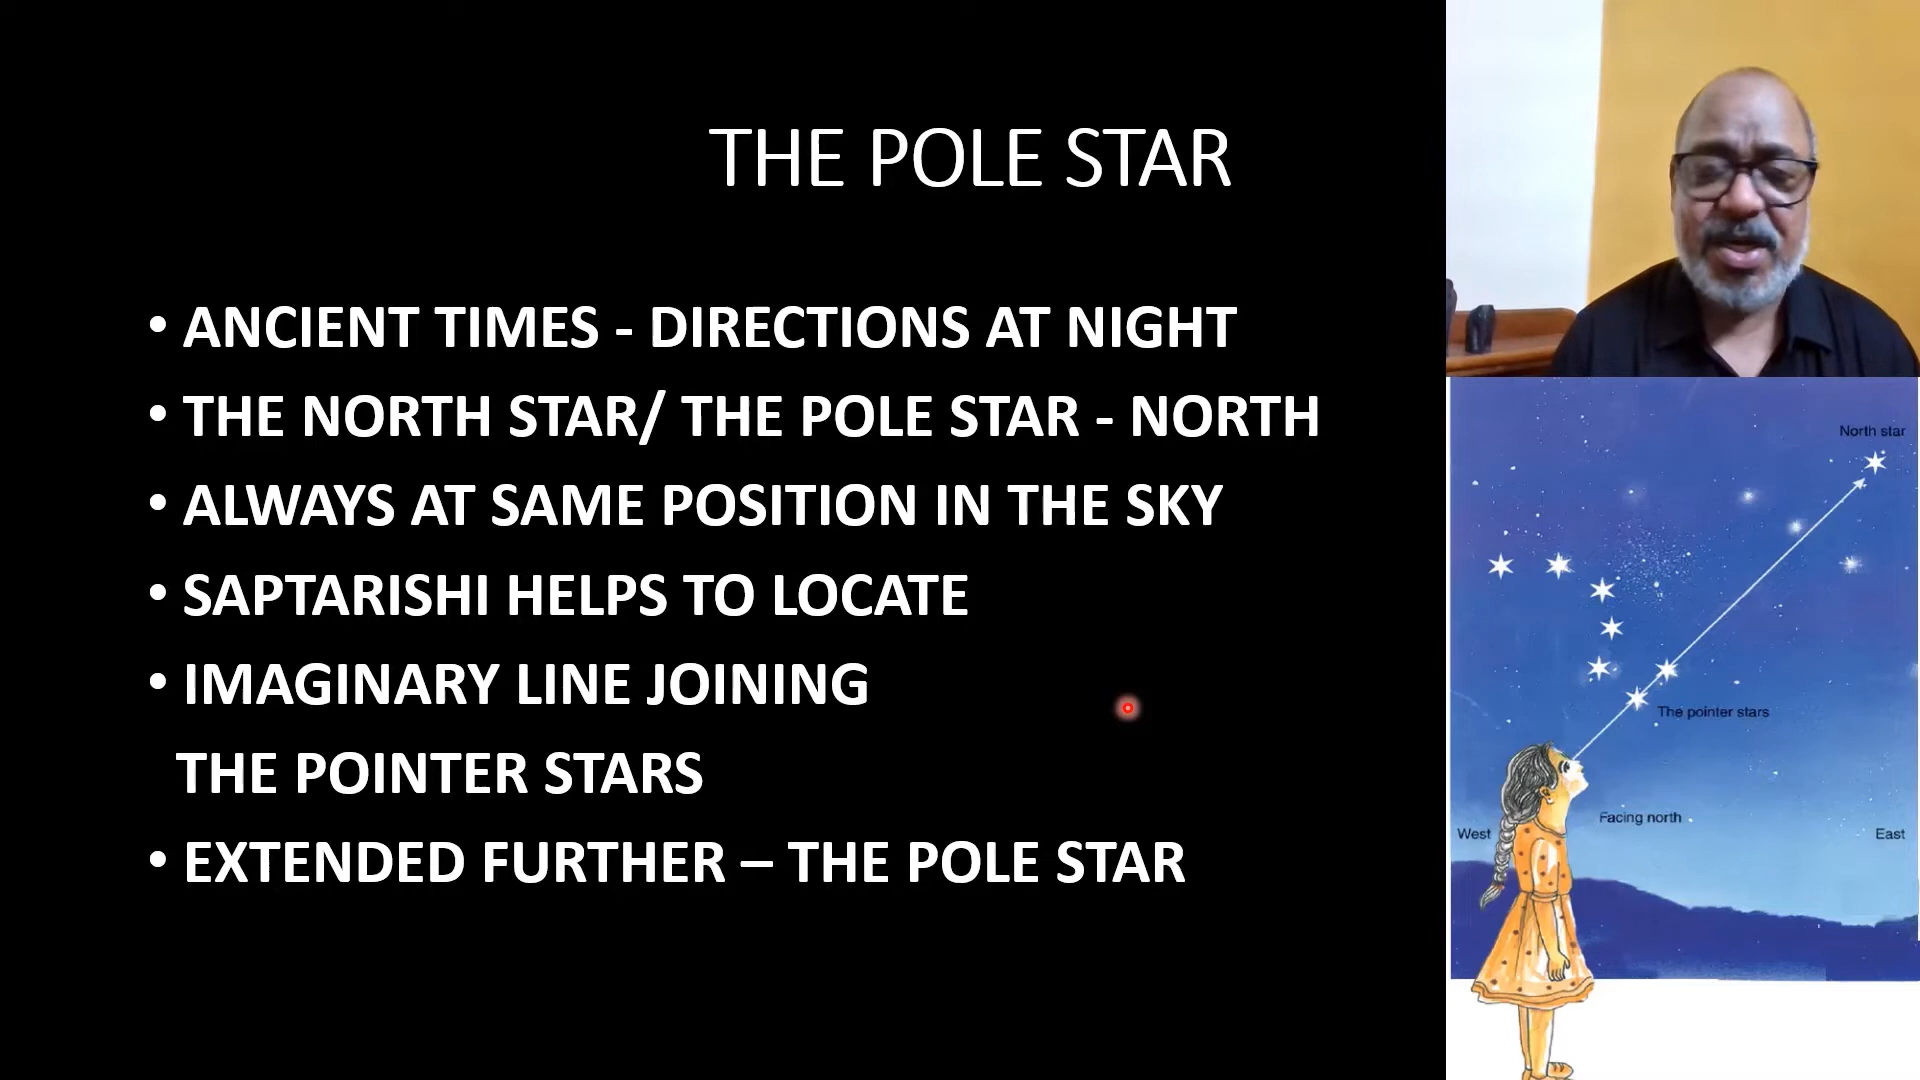 THE POLE STAR
• ANCIENT TIMES - DIRECTIONS AT NIGHT
• THE NORTH STAR/ THE POLE STAR - NORTH
• ALWAYS AT SAME POSITION IN THE SKY
• SAPTARISHI HELPS TO LOCATE
• IMAGINARY LINE JOINING
THE POINTER STARS
• EXTENDED FURTHER – THE POLE STAR
North star
The pointer stars
Facing north
West
East